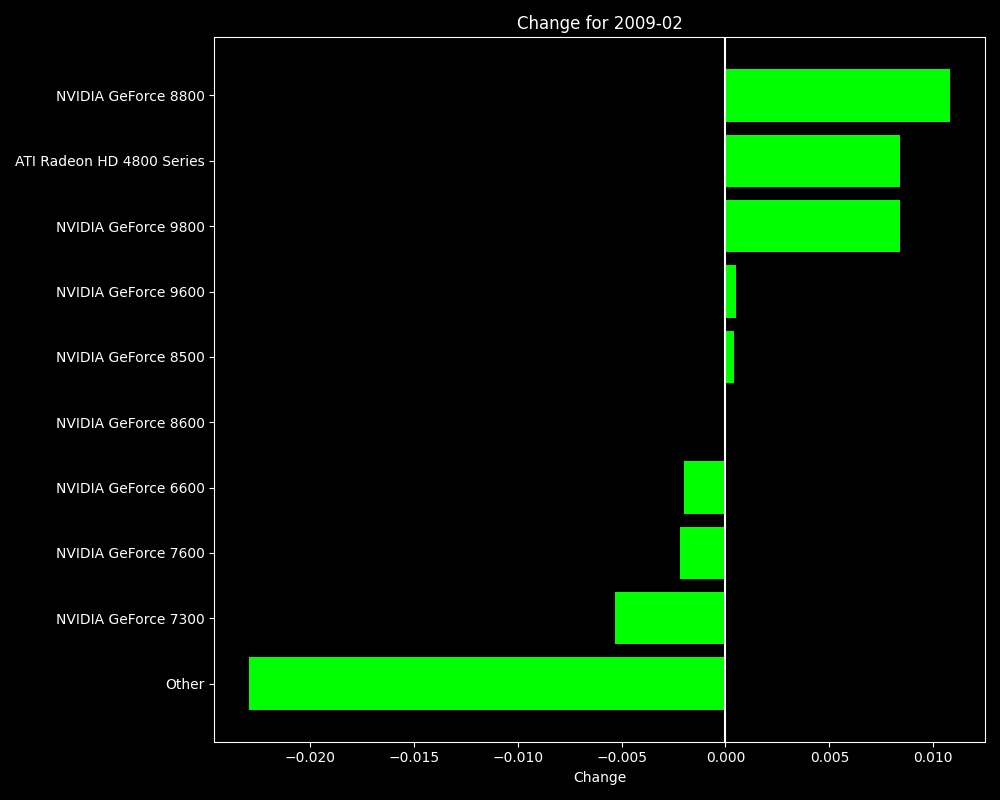 Change for 2009-02
NVIDIA GeForce 8800
ATI Radeon HD 4800 Series
NVIDIA GeForce 9800
NVIDIA GeForce 9600
NVIDIA GeForce 8500
NVIDIA GeForce 8600
NVIDIA GeForce 6600
NVIDIA GeForce 7600
NVIDIA GeForce 7300
Other
−0.020 −0.015 −0.010 −0.005 0.000 0.005 0.010
Change